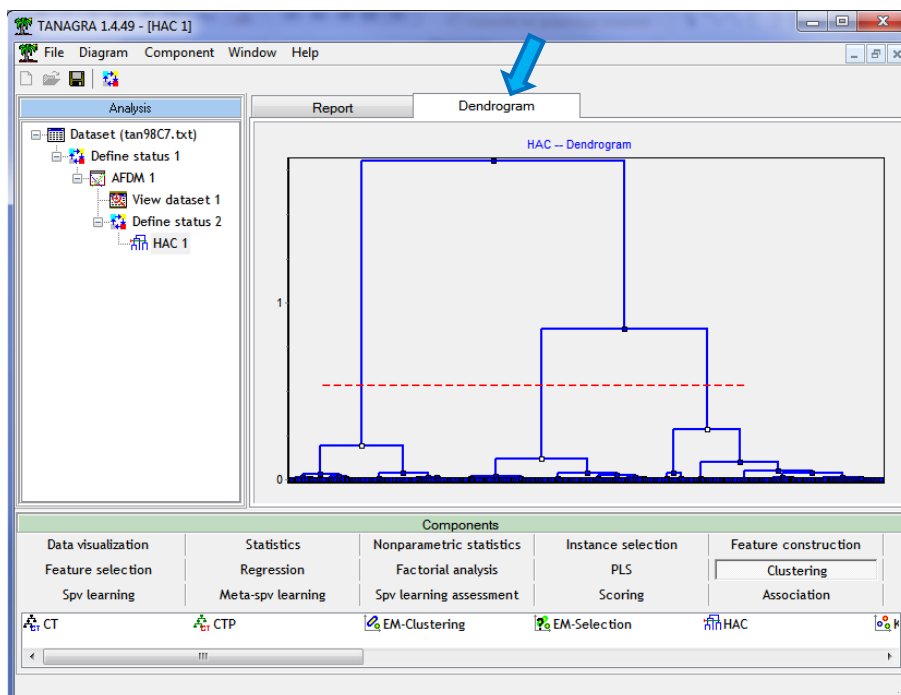 TANAGRA 1.4.49 - [HAC 1]
File Diagram Component Window Help
Analysis
Report
Dendrogram
Dataset (tan98C7.txt)
Define status 1
AFDM 1
View dataset 1
Define status 2
HAC 1
HAC -- Dendrogram
1
0
Components
Data visualization Statistics Nonparametric statistics Instance selection Feature construction
Feature selection Regression Factorial analysis PLS Clustering
Spv learning Meta-spv learning Spv learning assessment Scoring Association
CT CTP EM-Clustering EM-Selection HAC K